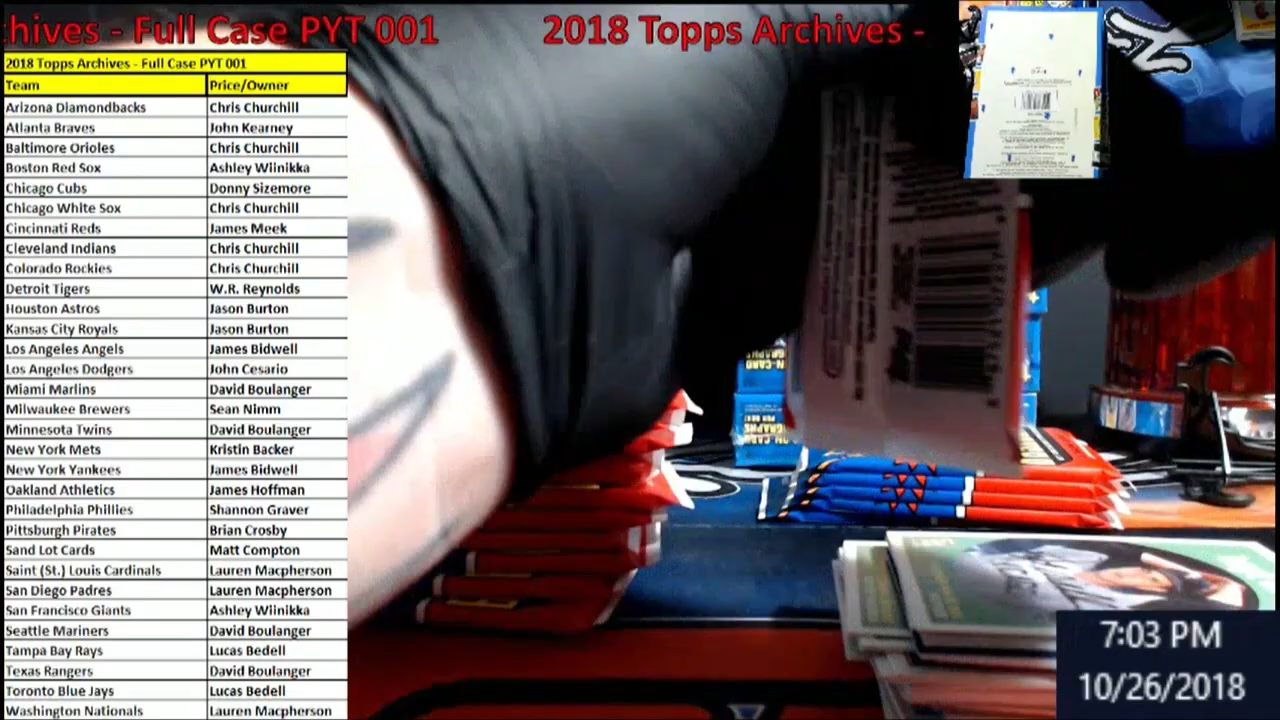 chives - Full Case PYT 001 2018 Topps Archives -
2018 Topps Archives - Full Case PYT 001
Team Price/Owner
Arizona Diamondbacks Chris Churchill
Atlanta Braves John Kearney
Baltimore Orioles Chris Churchill
Boston Red Sox Ashley Wiinikka
Chicago Cubs Donny Sizemore
Chicago White Sox Chris Churchill
Cincinnati Reds James Meek
Cleveland Indians Chris Churchill
Colorado Rockies Chris Churchill
Detroit Tigers W.R. Reynolds
Houston Astros Jason Burton
Kansas City Royals Jason Burton
Los Angeles Angels James Bidwell
Los Angeles Dodgers John Cesario
Miami Marlins David Boulanger
Milwaukee Brewers Sean Nimm
Minnesota Twins David Boulanger
New York Mets Kristin Backer
New York Yankees James Bidwell
Oakland Athletics James Hoffman
Philadelphia Phillies Shannon Graver
Pittsburgh Pirates Brian Crosby
Sand Lot Cards Matt Compton
Saint (St.) Louis Cardinals Lauren Macpherson
San Diego Padres Lauren Macpherson
San Francisco Giants Ashley Wiinikka
Seattle Mariners David Boulanger
Tampa Bay Rays Lucas Bedell
Texas Rangers David Boulanger
Toronto Blue Jays Lucas Bedell
Washington Nationals Lauren Macpherson
N-CARD
GRAPH
PER BOX
7:03 PM
10/26/2018